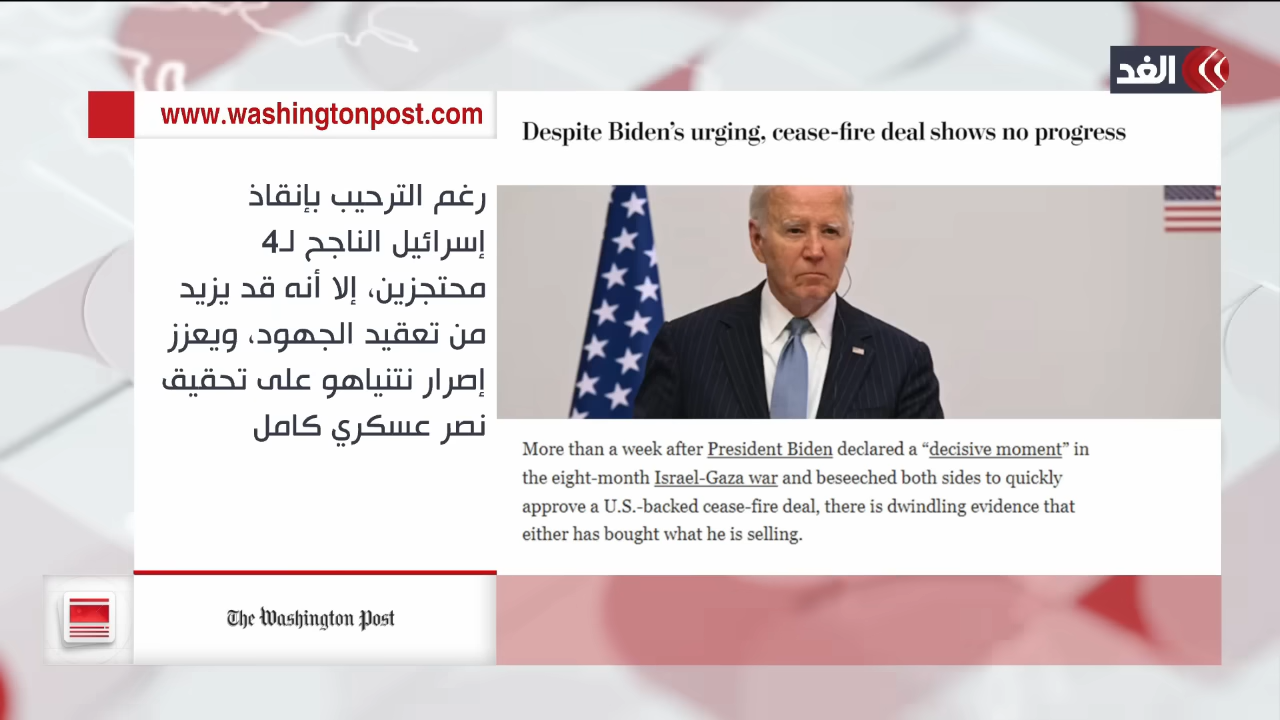 الغد
www.washingtonpost.com
Despite Biden’s urging, cease-fire deal shows no progress
رغم الترحيب بإنقاذ
إسرائيل الناجح لـ4
محتجزين، إلا أنه قد يزيد
من تعقيد الجهود، ويعزز
إصرار نتنياهو على تحقيق
نصر عسكري كامل
More than a week after President Biden declared a “decisive moment” in
the eight-month Israel-Gaza war and beseeched both sides to quickly
approve a U.S.-backed cease-fire deal, there is dwindling evidence that
either has bought what he is selling.
The Washington Post